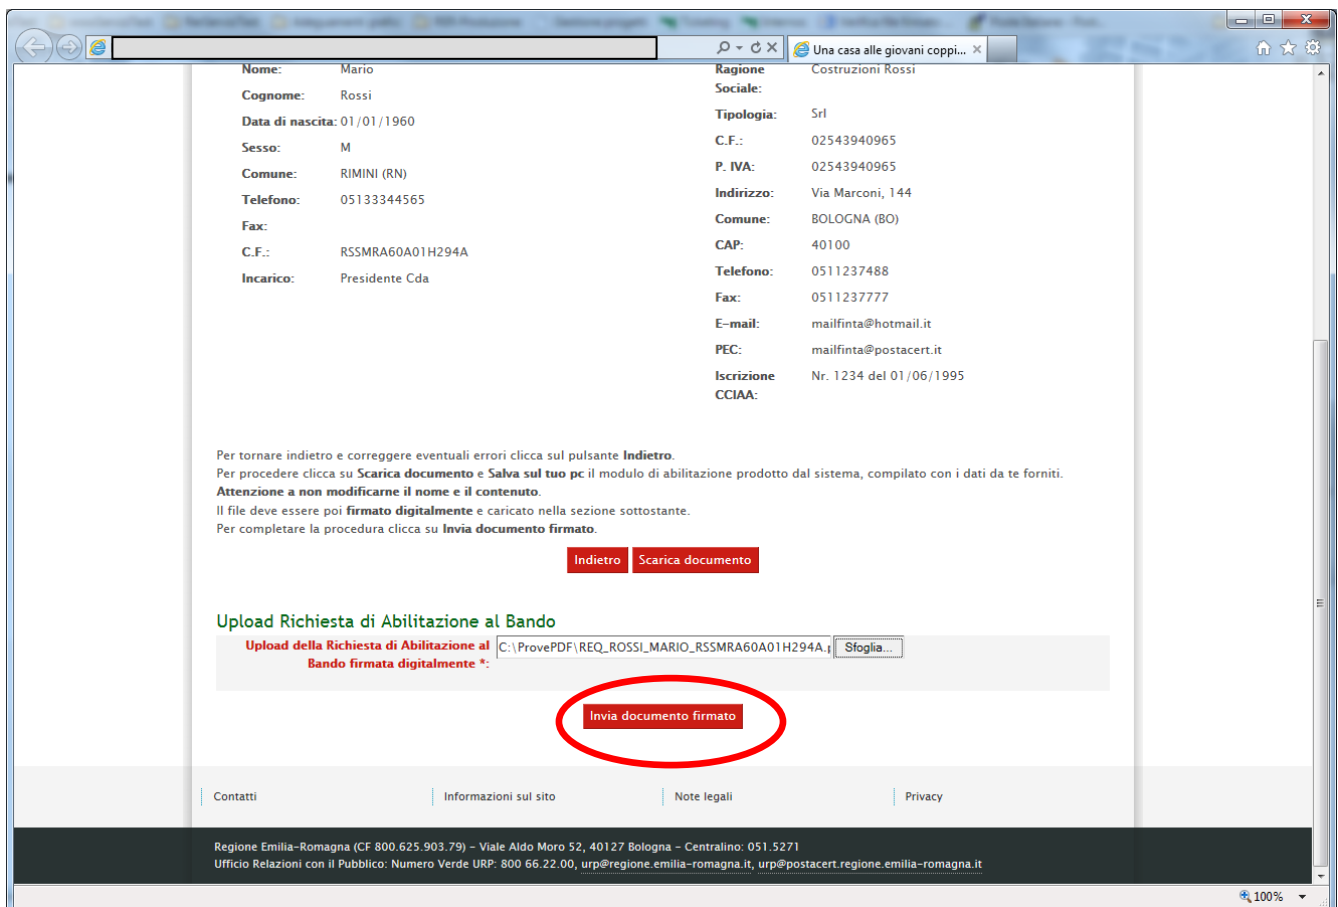 Una casa alle giovani coppi...
Nome: Mario
Cognome: Rossi
Data di nascita: 01/01/1960
Sesso: M
Comune: RIMINI (RN)
Telefono: 05133344565
Fax:
C.F.: RSSMRA60A01H294A
Incarico: Presidente Cda
Ragione Sociale: Costruzioni Rossi
Tipologia: Srl
C.F.: 02543940965
P. IVA: 02543940965
Indirizzo: Via Marconi, 144
Comune: BOLOGNA (BO)
CAP: 40100
Telefono: 0511237488
Fax: 0511237777
E-mail: mailfinta@hotmail.it
PEC: mailfinta@postacert.it
Iscrizione CCIAA: Nr. 1234 del 01/06/1995
Per tornare indietro e correggere eventuali errori clicca sul pulsante Indietro.
Per procedere clicca su Scarica documento e Salva sul tuo pc il modulo di abilitazione prodotto dal sistema, compilato con i dati da te forniti.
Attenzione a non modificarne il nome e il contenuto.
Il file deve essere poi firmato digitalmente e caricato nella sezione sottostante.
Per completare la procedura clicca su Invia documento firmato.
Indietro Scarica documento
Upload Richiesta di Abilitazione al Bando
Upload della Richiesta di Abilitazione al
Bando firmata digitalmente *:
C:\ProvePDF\REQ_ROSSI_MARIO_RSSMRA60A01H294A.p Sfoglia...
Invia documento firmato
Contatti Informazioni sul sito Note legali Privacy
Regione Emilia-Romagna (CF 800.625.903.79) - Viale Aldo Moro 52, 40127 Bologna - Centralino: 051.5271
Ufficio Relazioni con il Pubblico: Numero Verde URP: 800 66.22.00, urp@regione.emilia-romagna.it, urp@postacert.regione.emilia-romagna.it
100%